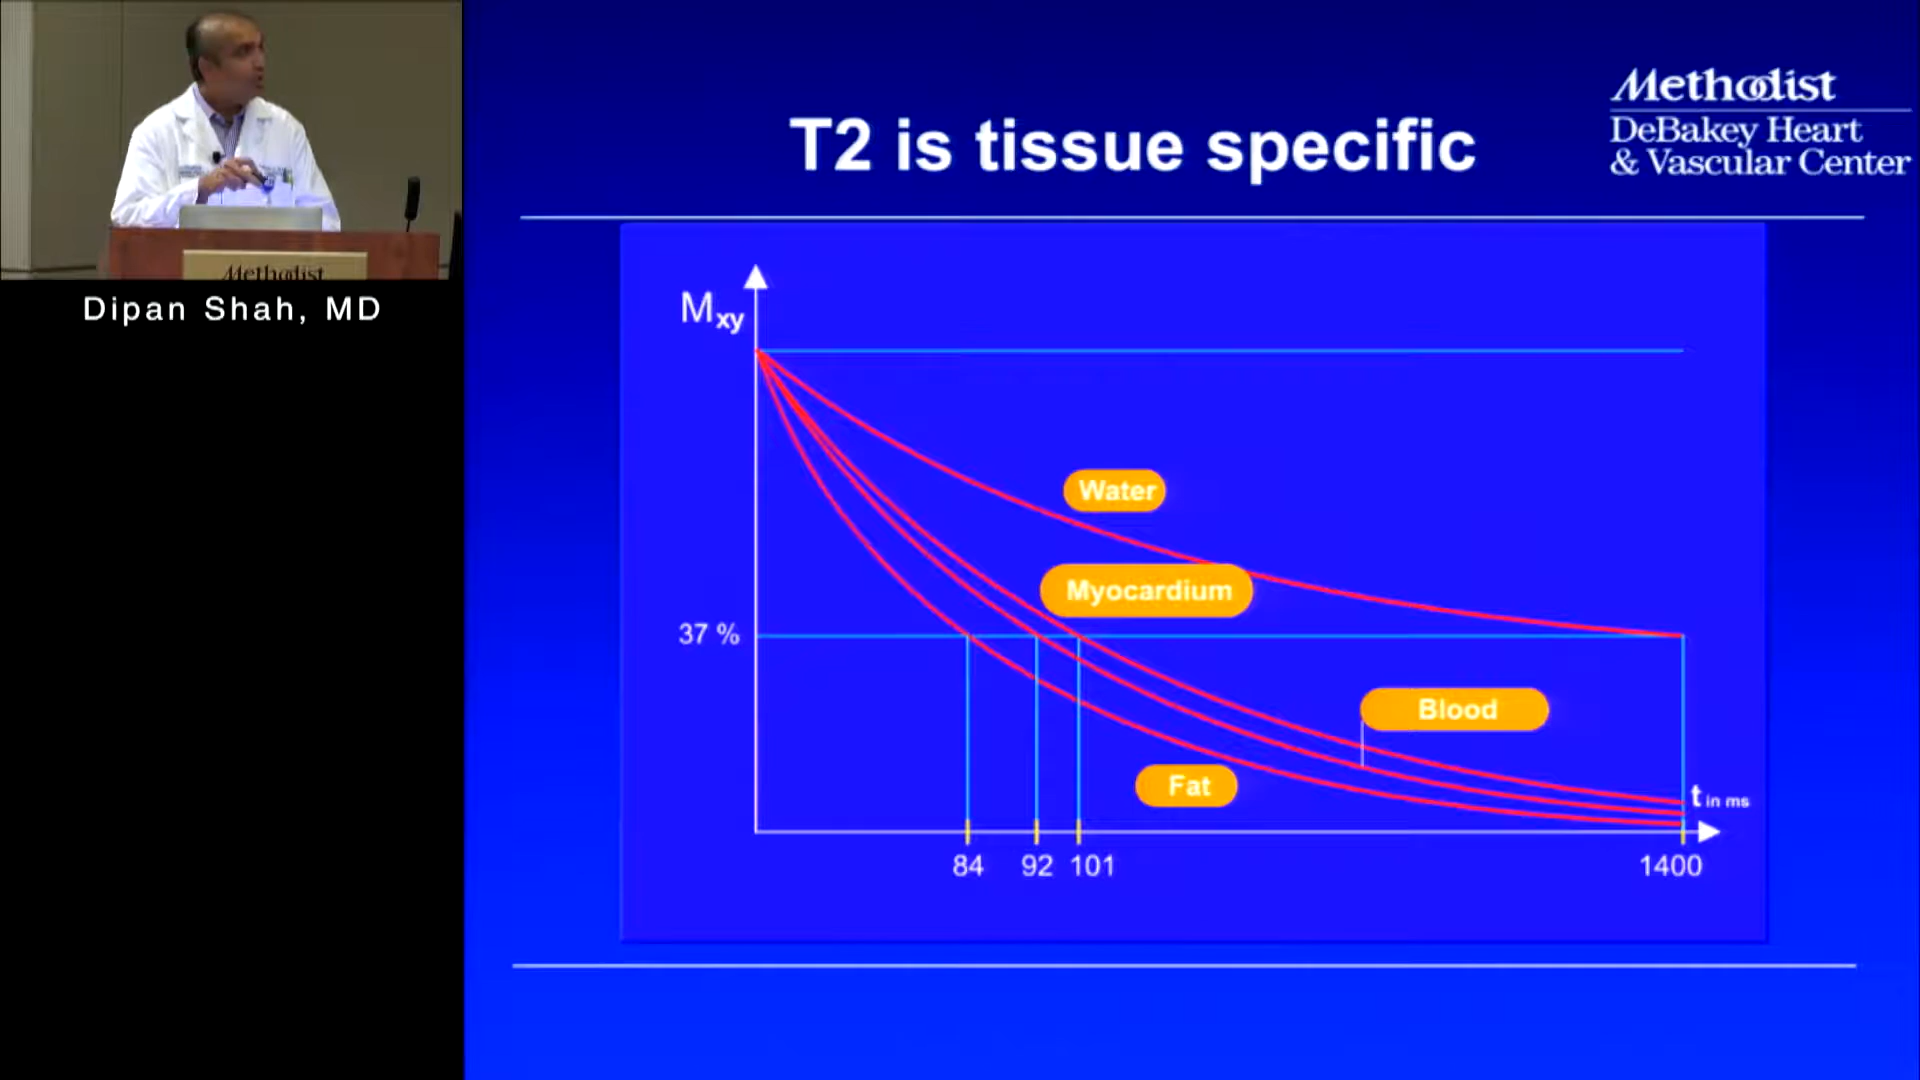 Methodist
Dipan Shah, MD
T2 is tissue specific
Methodist
DeBakey Heart
& Vascular Center
Mxy
Water
Myocardium
37 %
Blood
Fat
t in ms
84 92 101 1400